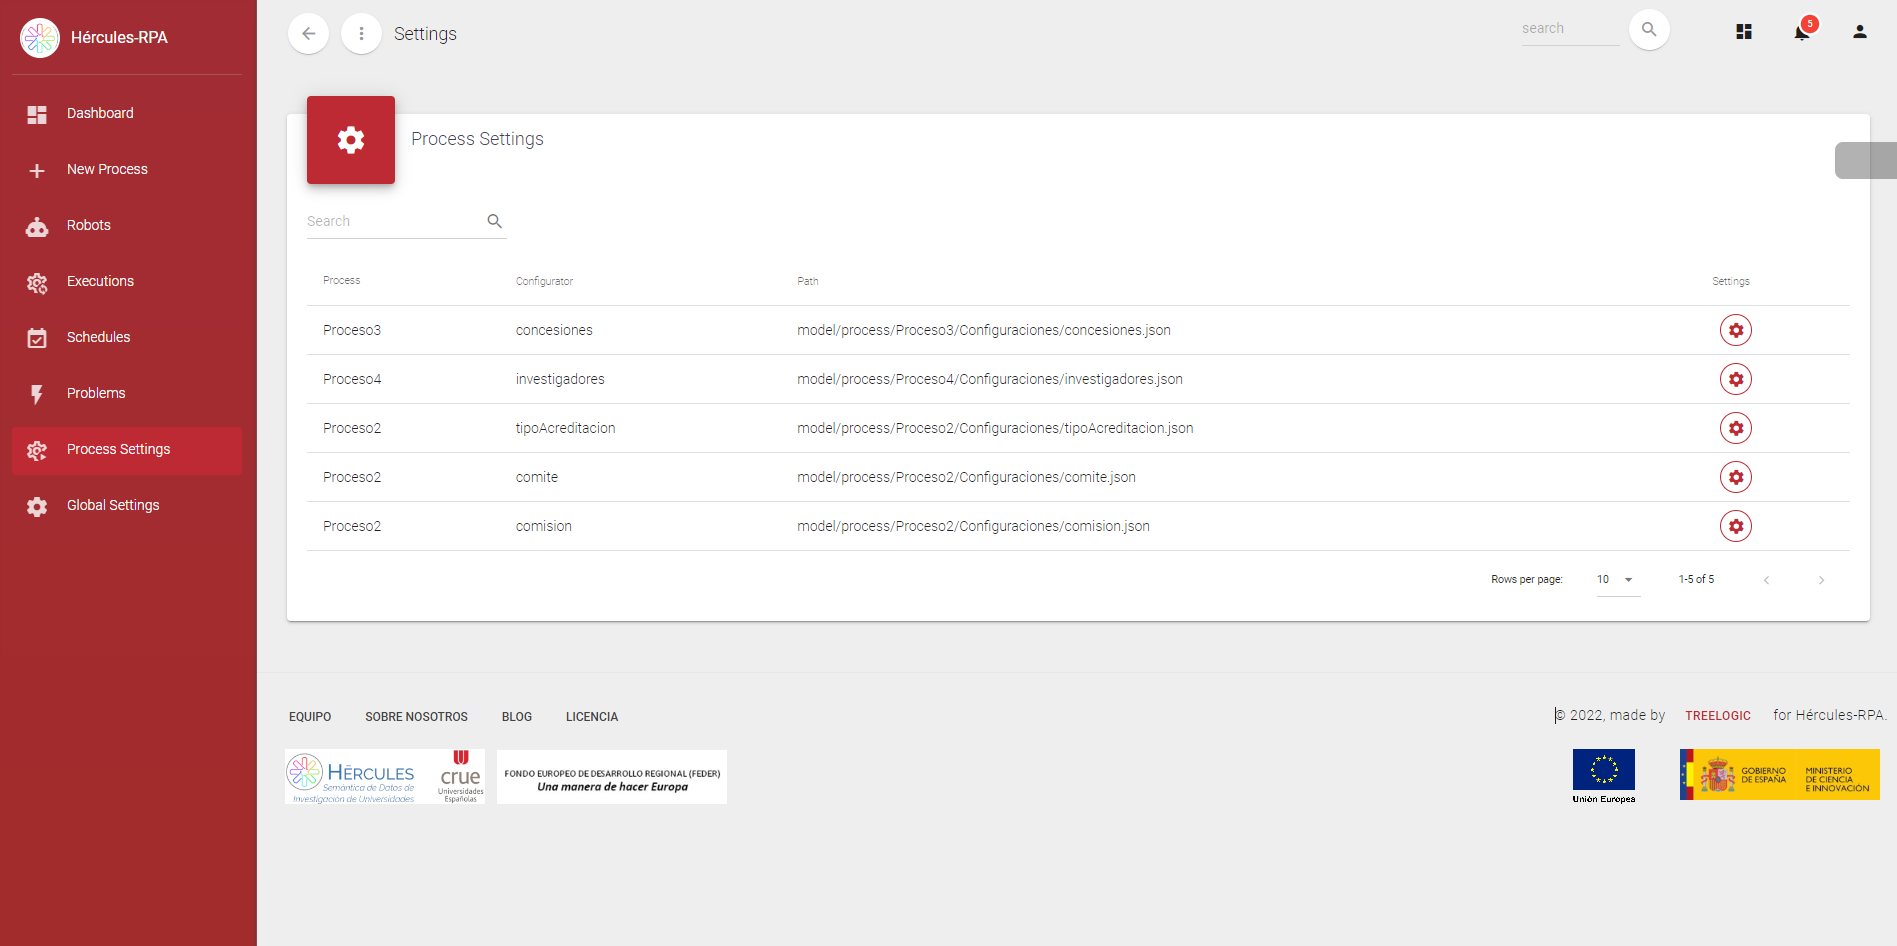 Hércules-RPA
Dashboard
New Process
Robots
Executions
Schedules
Problems
Process Settings
Global Settings
Settings
search
5
Process Settings
Search
Process Configurator Path Settings
Proceso3 concesiones model/process/Proceso3/Configuraciones/concesiones.json
Proceso4 investigadores model/process/Proceso4/Configuraciones/investigadores.json
Proceso2 tipoAcreditacion model/process/Proceso2/Configuraciones/tipoAcreditacion.json
Proceso2 comite model/process/Proceso2/Configuraciones/comite.json
Proceso2 comision model/process/Proceso2/Configuraciones/comision.json
Rows per page: 10 1-5 of 5
EQUIPO SOBRE NOSOTROS BLOG LICENCIA
© 2022, made by TREELOGIC for Hércules-RPA.
HÉRCULES
Semántica de Datos de
Investigación de Universidades
crue
Universidades
Españolas
FONDO EUROPEO DE DESARROLLO REGIONAL (FEDER)
Una manera de hacer Europa
Unión Europea
GOBIERNO
DE ESPAÑA
MINISTERIO
DE CIENCIA
E INNOVACIÓN